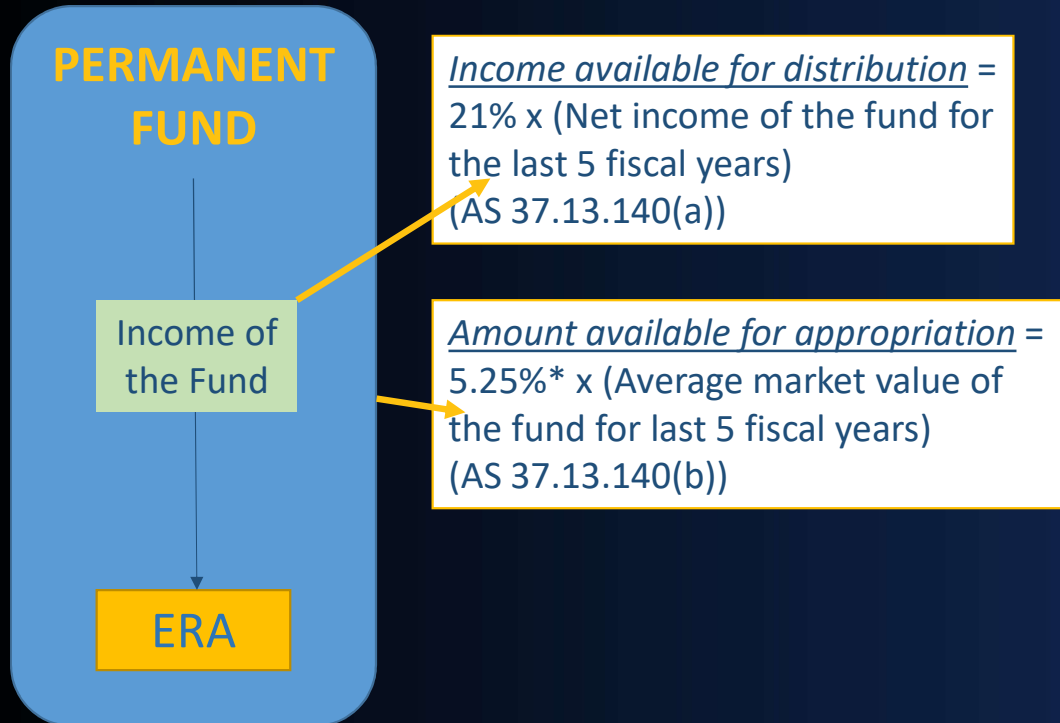 PERMANENT
FUND
Income of
the Fund
ERA
Income available for distribution =
21% x (Net income of the fund for
the last 5 fiscal years)
(AS 37.13.140(a))
Amount available for appropriation =
5.25%* x (Average market value of
the fund for last 5 fiscal years)
(AS 37.13.140(b))